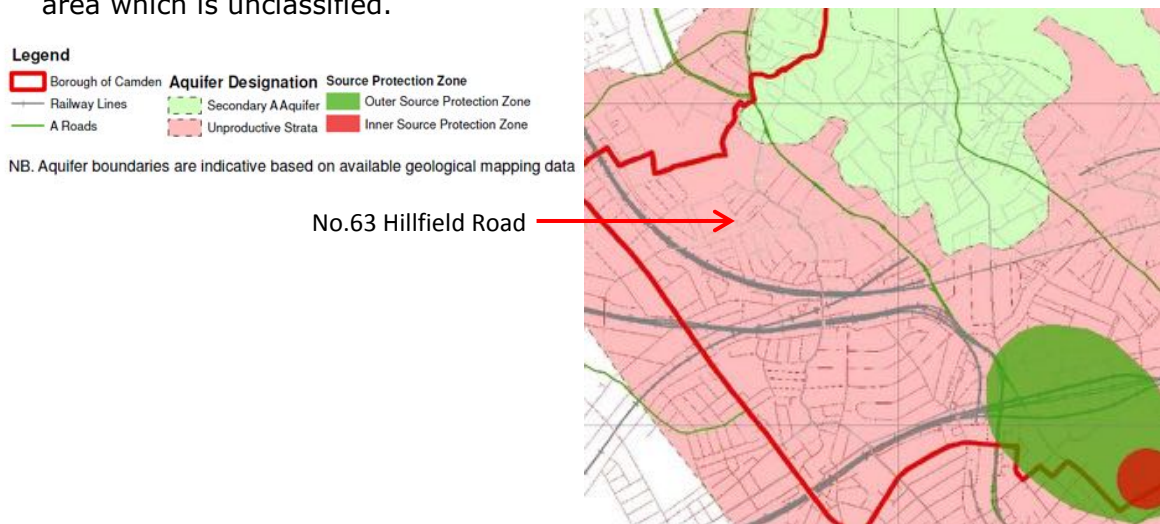 area which is unclassified.
Legend
Borough of Camden
Railway Lines
A Roads
Aquifer Designation
Secondary A Aquifer
Unproductive Strata
Source Protection Zone
Outer Source Protection Zone
Inner Source Protection Zone
NB. Aquifer boundaries are indicative based on available geological mapping data
No.63 Hillfield Road